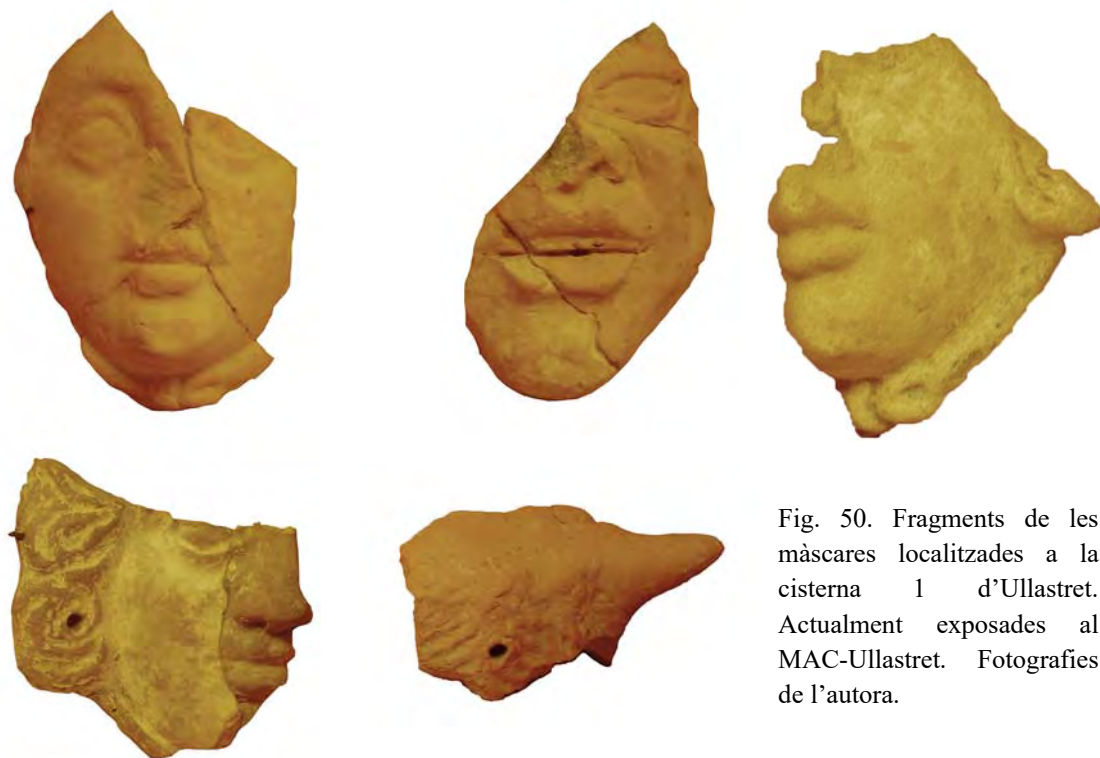 Fig. 50. Fragments de les
màscares localitzades a la
cisterna 1 d’Ullastret.
Actualment exposades al
MAC-Ullastret. Fotografies
de l’autora.